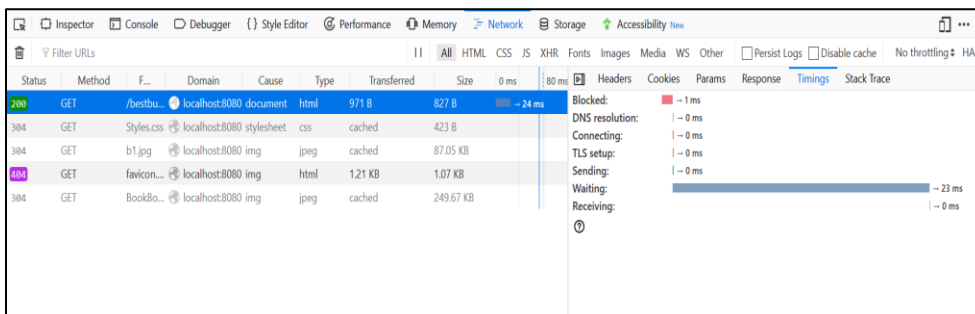 Inspector Console Debugger { } Style Editor Performance Memory Network Storage Accessibility New
Filter URLs All HTML CSS JS XHR Fonts Images Media WS Other Persist Logs Disable cache No throttling HA
Status Method F... Domain Cause Type Transferred Size 0 ms 80 ms Headers Cookies Params Response Timings Stack Trace
200 GET /bestbu... localhost:8080 document html 971 B 827 B → 24 ms
304 GET Styles.css localhost:8080 stylesheet css cached 423 B
304 GET b1.jpg localhost:8080 img jpeg cached 87.05 KB
404 GET favicon.... localhost:8080 img html 1.21 KB 1.07 KB
304 GET BookBo... localhost:8080 img jpeg cached 249.67 KB
Blocked: → 1 ms
DNS resolution: → 0 ms
Connecting: → 0 ms
TLS setup: → 0 ms
Sending: → 0 ms
Waiting: → 23 ms
Receiving: → 0 ms